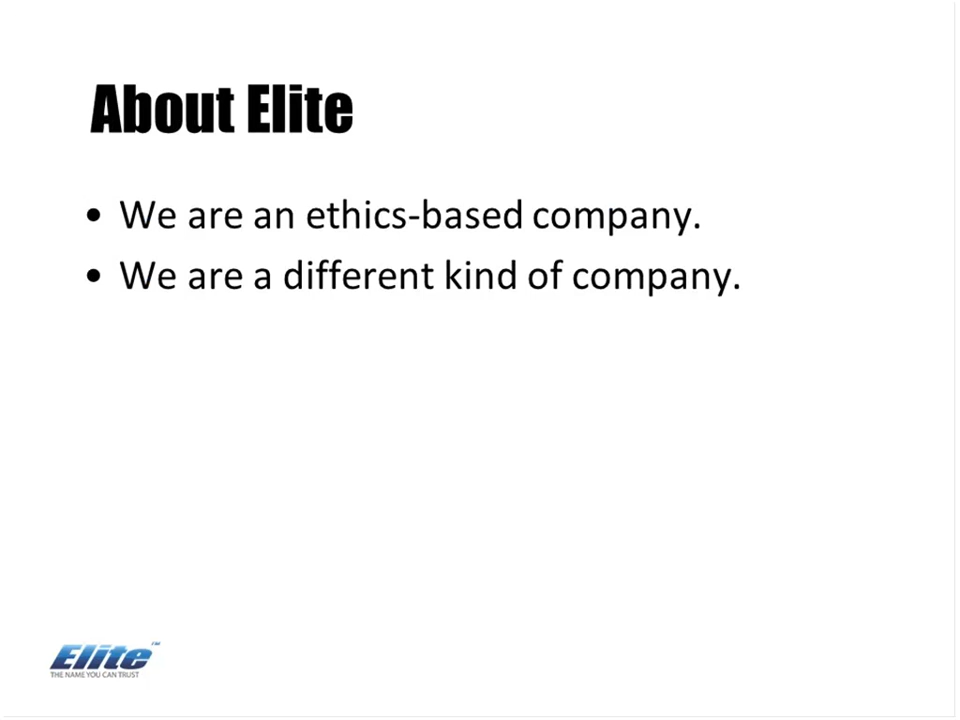 About Elite
• We are an ethics-based company.
• We are a different kind of company.
Elite™
THE NAME YOU CAN TRUST